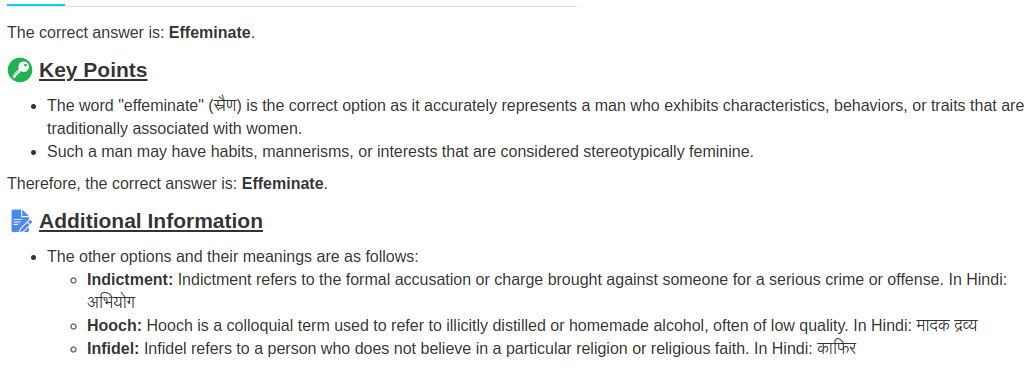 The correct answer is: Effeminate.
Key Points
The word "effeminate" (स्त्रैण) is the correct option as it accurately represents a man who exhibits characteristics, behaviors, or traits that are
traditionally associated with women.
Such a man may have habits, mannerisms, or interests that are considered stereotypically feminine.
Therefore, the correct answer is: Effeminate.
Additional Information
The other options and their meanings are as follows:
Indictment: Indictment refers to the formal accusation or charge brought against someone for a serious crime or offense. In Hindi:
अभियोग
Hooch: Hooch is a colloquial term used to refer to illicitly distilled or homemade alcohol, often of low quality. In Hindi: मादक द्रव्य
Infidel: Infidel refers to a person who does not believe in a particular religion or religious faith. In Hindi: काफिर